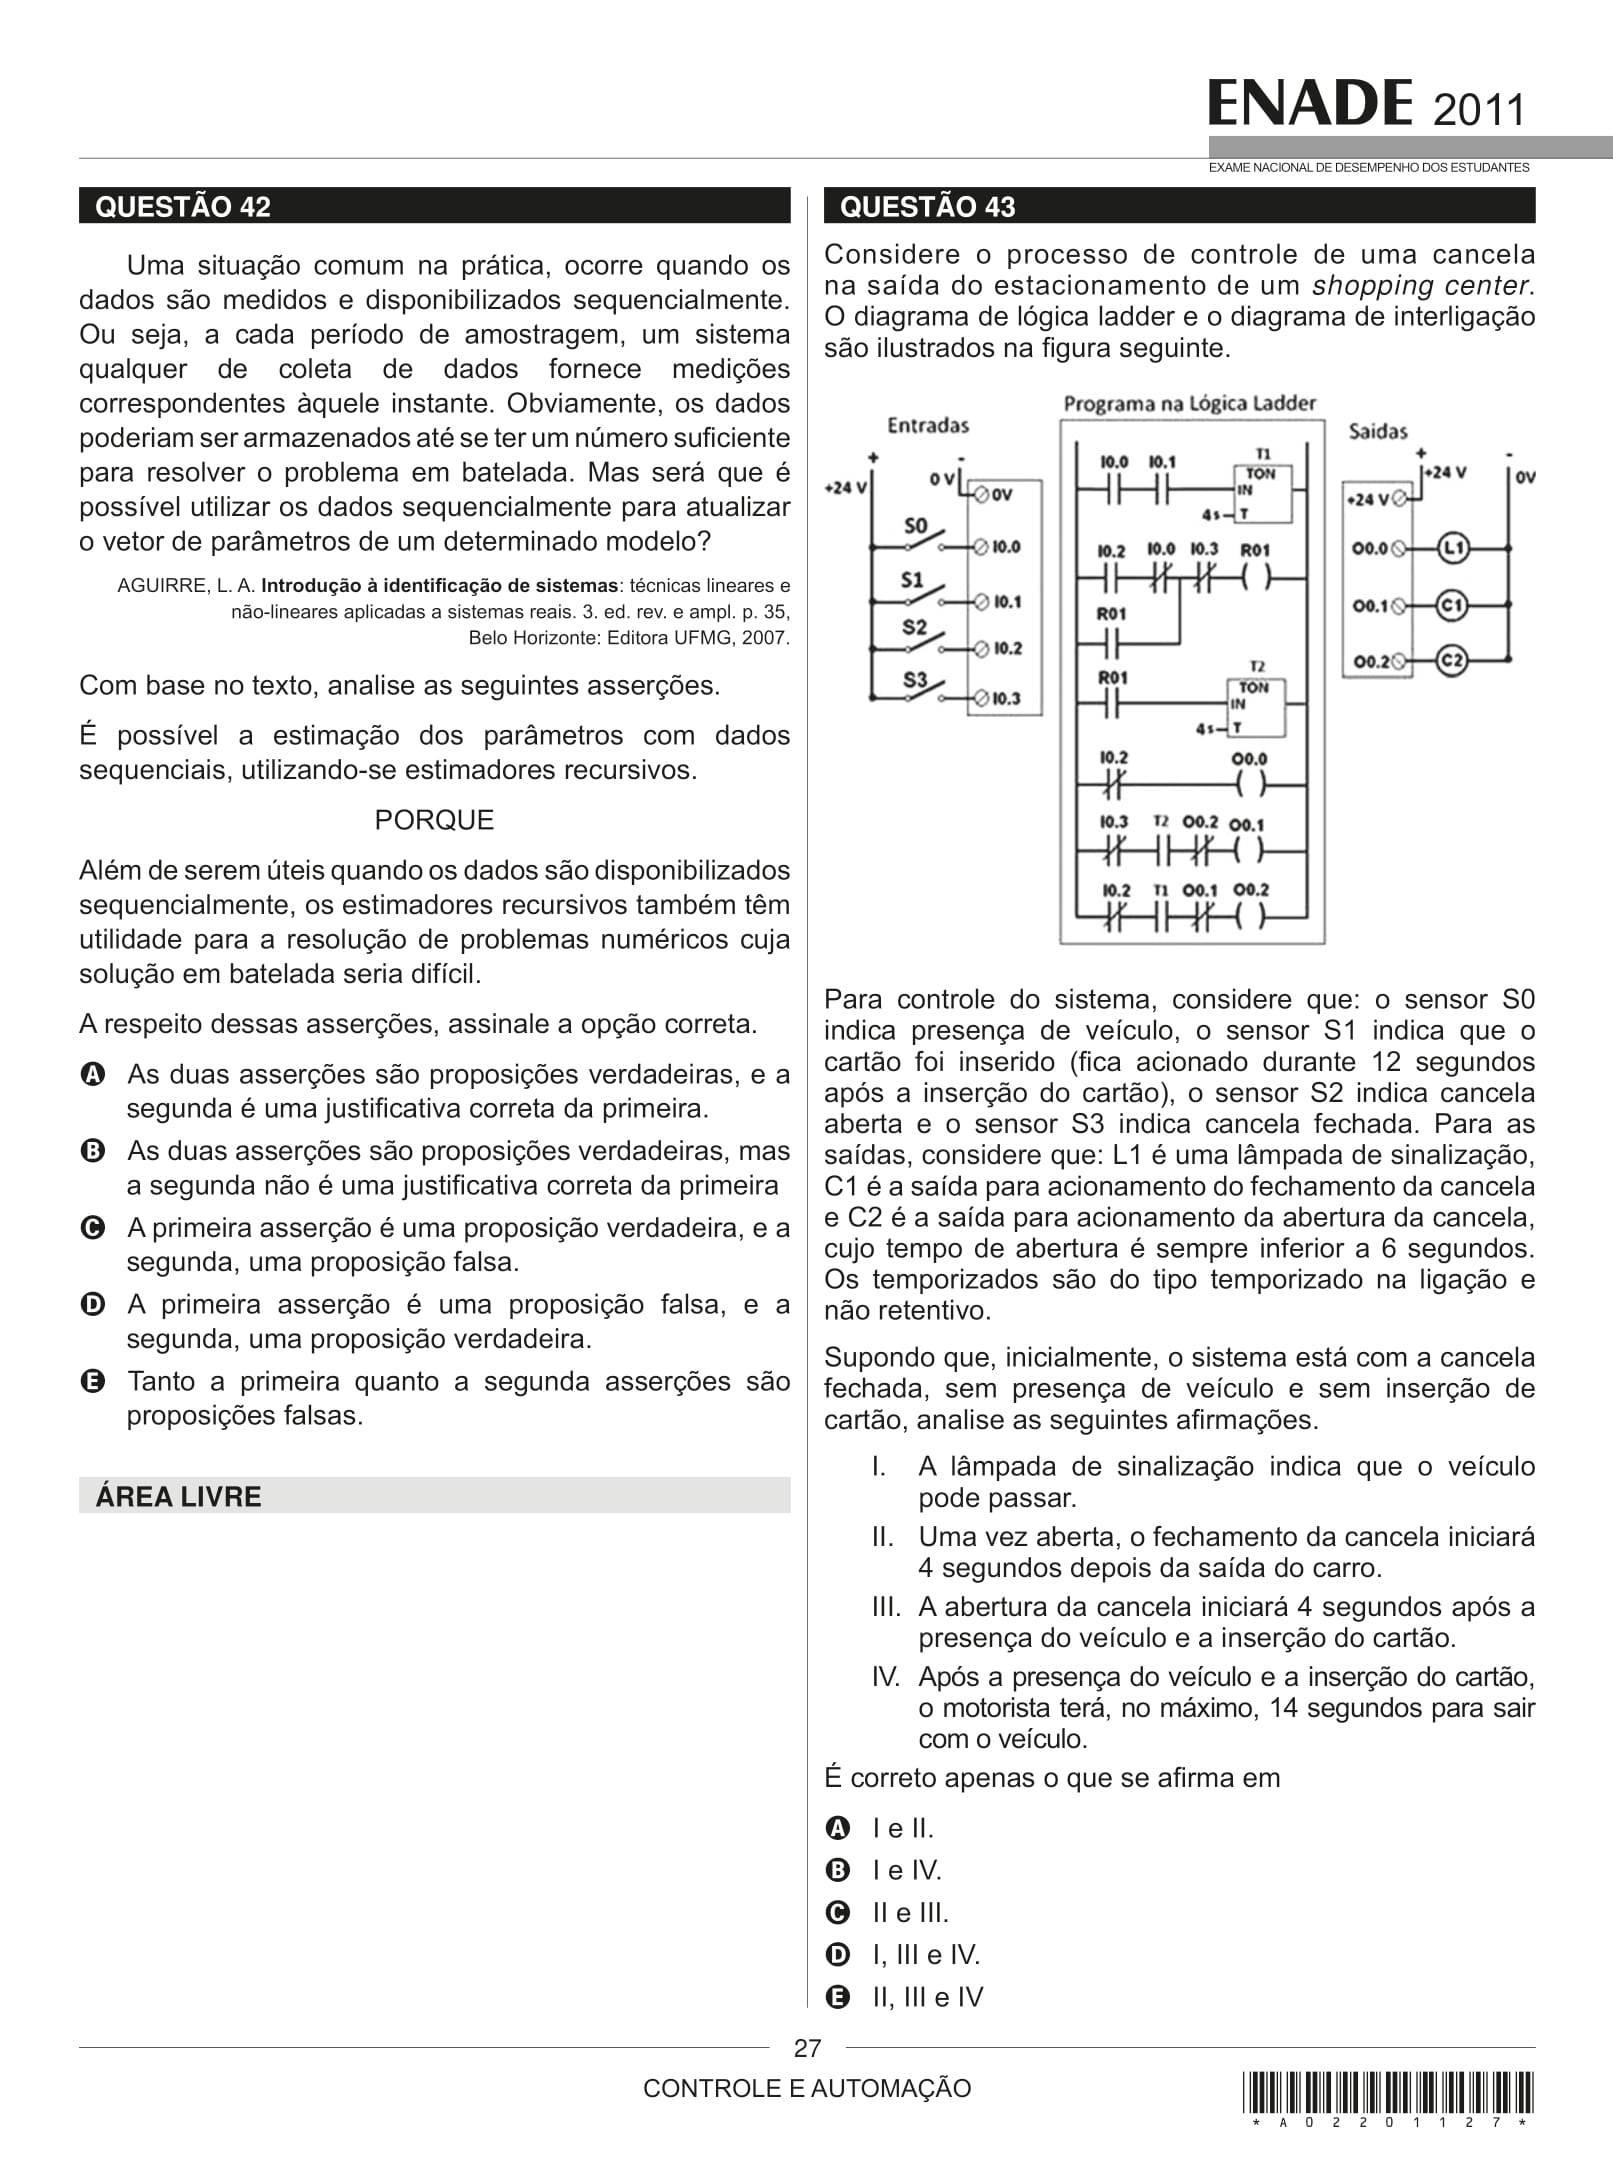 ENADE 2011
EXAME NACIONAL DE DESEMPENHO DOS ESTUDANTES
QUESTÃO 42
Uma situação comum na prática, ocorre quando os
dados são medidos e disponibilizados sequencialmente.
Ou seja, a cada período de amostragem, um sistema
qualquer de coleta de dados fornece medições
correspondentes àquele instante. Obviamente, os dados
poderiam ser armazenados até se ter um número suficiente
para resolver o problema em batelada. Mas será que é
possível utilizar os dados sequencialmente para atualizar
o vetor de parâmetros de um determinado modelo?
AGUIRRE, L. A. Introdução à identificação de sistemas: técnicas lineares e
não-lineares aplicadas a sistemas reais. 3. ed. rev. e ampl. p. 35,
Belo Horizonte: Editora UFMG, 2007.
Com base no texto, analise as seguintes asserções.
É possível a estimação dos parâmetros com dados
sequenciais, utilizando-se estimadores recursivos.
PORQUE
Além de serem úteis quando os dados são disponibilizados
sequencialmente, os estimadores recursivos também têm
utilidade para a resolução de problemas numéricos cuja
solução em batelada seria difícil.
A respeito dessas asserções, assinale a opção correta.
A As duas asserções são proposições verdadeiras, e a
segunda é uma justificativa correta da primeira.
B As duas asserções são proposições verdadeiras, mas
a segunda não é uma justificativa correta da primeira
C A primeira asserção é uma proposição verdadeira, e a
segunda, uma proposição falsa.
D A primeira asserção é uma proposição falsa, e a
segunda, uma proposição verdadeira.
E Tanto a primeira quanto a segunda asserções são
proposições falsas.
ÁREA LIVRE
QUESTÃO 43
Considere o processo de controle de uma cancela
na saída do estacionamento de um shopping center.
O diagrama de lógica ladder e o diagrama de interligação
são ilustrados na figura seguinte.
Entradas
+ -
+24 V 0 V 0V
S0 I0.0
S1 I0.1
S2 I0.2
S3 I0.3
Programa na Lógica Ladder
I0.0 I0.1 T1
TON
IN
4s T
I0.2 I0.0 I0.3 R01
R01
R01 T2
TON
IN
4s T
I0.2 O0.0
I0.3 T2 O0.2 O0.1
I0.2 T1 O0.1 O0.2
Saidas
+ -
+24 V 0V
+24 V
O0.0 L1
O0.1 C1
O0.2 C2
Para controle do sistema, considere que: o sensor S0
indica presença de veículo, o sensor S1 indica que o
cartão foi inserido (fica acionado durante 12 segundos
após a inserção do cartão), o sensor S2 indica cancela
aberta e o sensor S3 indica cancela fechada. Para as
saídas, considere que: L1 é uma lâmpada de sinalização,
C1 é a saída para acionamento do fechamento da cancela
e C2 é a saída para acionamento da abertura da cancela,
cujo tempo de abertura é sempre inferior a 6 segundos.
Os temporizados são do tipo temporizado na ligação e
não retentivo.
Supondo que, inicialmente, o sistema está com a cancela
fechada, sem presença de veículo e sem inserção de
cartão, analise as seguintes afirmações.
I. A lâmpada de sinalização indica que o veículo
pode passar.
II. Uma vez aberta, o fechamento da cancela iniciará
4 segundos depois da saída do carro.
III. A abertura da cancela iniciará 4 segundos após a
presença do veículo e a inserção do cartão.
IV. Após a presença do veículo e a inserção do cartão,
o motorista terá, no máximo, 14 segundos para sair
com o veículo.
É correto apenas o que se afirma em
A I e II.
B I e IV.
C II e III.
D I, III e IV.
E II, III e IV
27
CONTROLE E AUTOMAÇÃO
* A 0 2 2 0 1 1 2 7 *